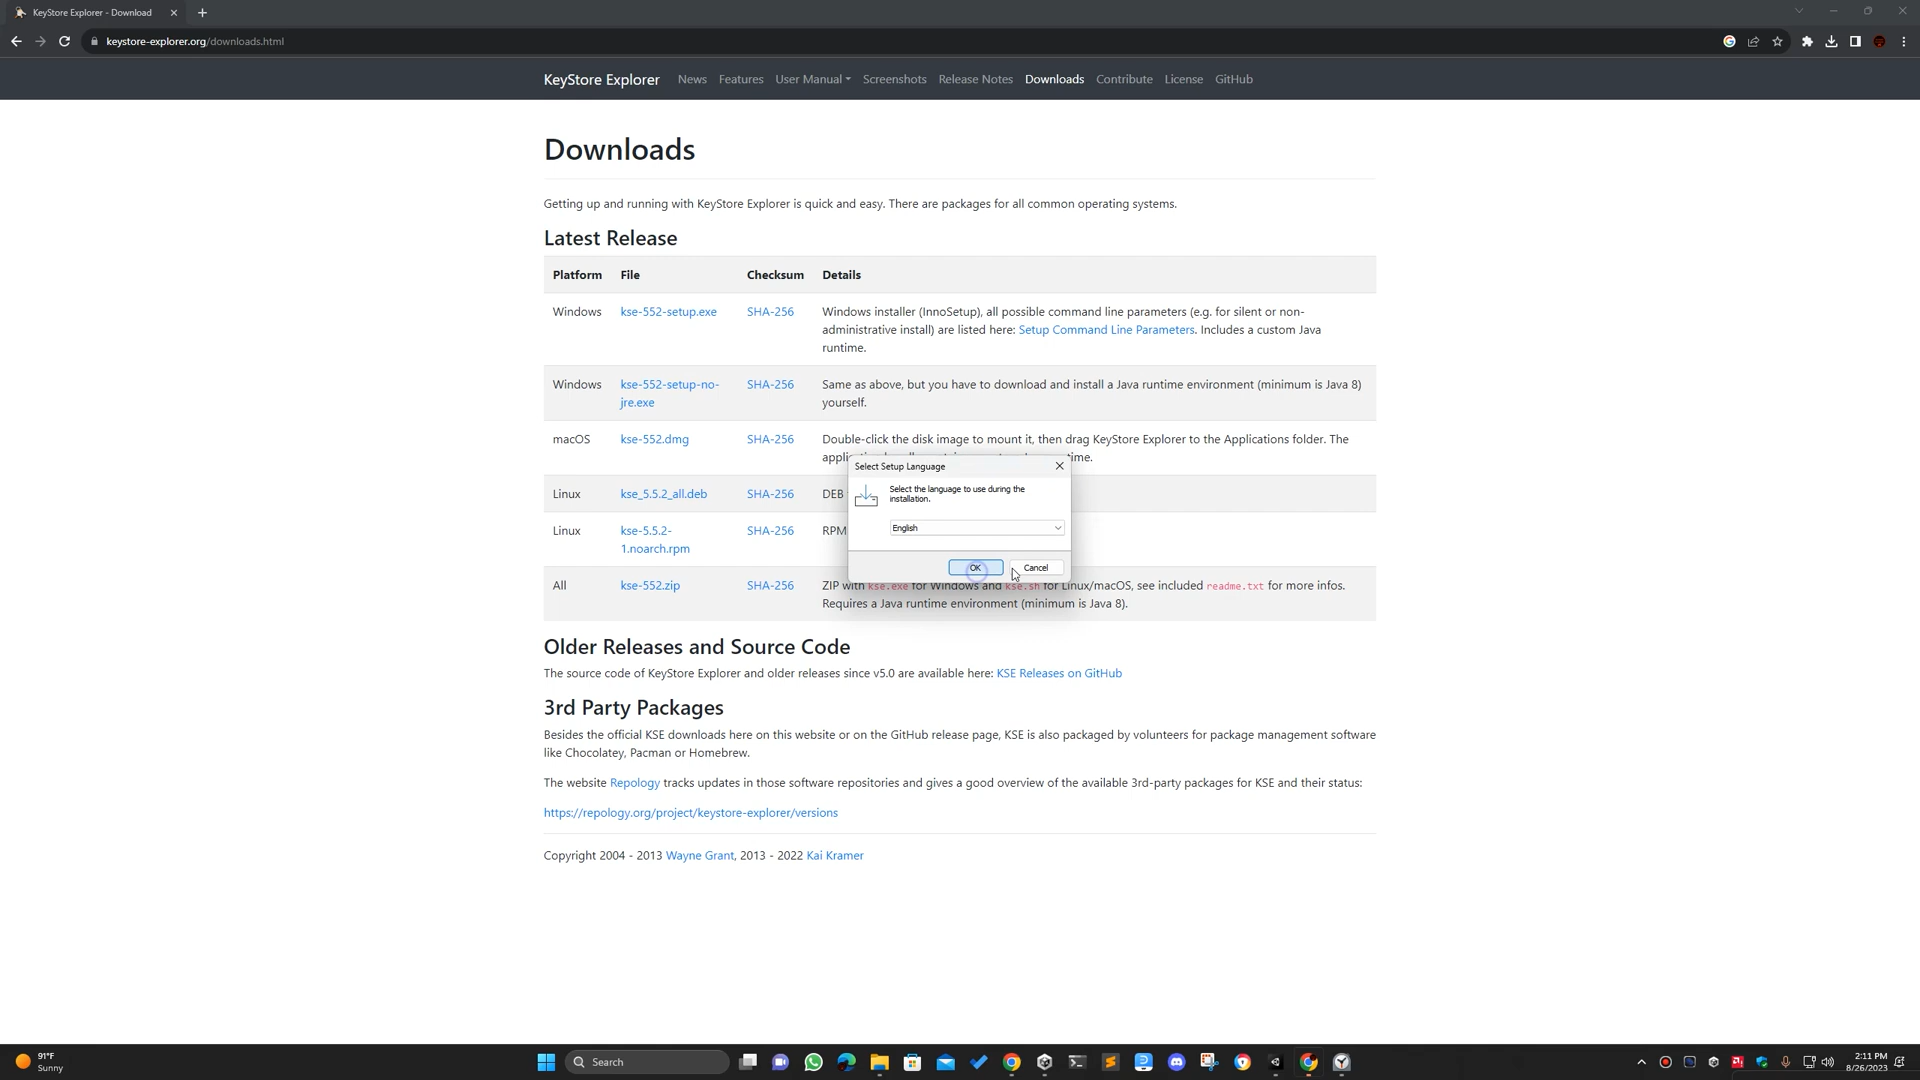 KeyStore Explorer - Download
keystore-explorer.org/downloads.html
KeyStore Explorer News Features User Manual Screenshots Release Notes Downloads Contribute License GitHub
Downloads
Getting up and running with KeyStore Explorer is quick and easy. There are packages for all common operating systems.
Latest Release
Platform File Checksum Details
Windows kse-552-setup.exe SHA-256 Windows installer (InnoSetup), all possible command line parameters (e.g. for silent or non-
administrative install) are listed here: Setup Command Line Parameters. Includes a custom Java
runtime.
Windows kse-552-setup-no- SHA-256 Same as above, but you have to download and install a Java runtime environment (minimum is Java 8)
jre.exe yourself.
macOS kse-552.dmg SHA-256 Double-click the disk image to mount it, then drag KeyStore Explorer to the Applications folder. The
Select Setup Language
Select the language to use during the
installation.
English
OK Cancel
Linux kse_5.5.2_all.deb SHA-256 DEB
Linux kse-5.5.2- SHA-256 RPM
1.noarch.rpm
All kse-552.zip SHA-256 ZIP with kse.exe for Windows and kse.sh for Linux/macOS, see included readme.txt for more infos.
Requires a Java runtime environment (minimum is Java 8).
Older Releases and Source Code
The source code of KeyStore Explorer and older releases since v5.0 are available here: KSE Releases on GitHub
3rd Party Packages
Besides the official KSE downloads here on this website or on the GitHub release page, KSE is also packaged by volunteers for package management software
like Chocolatey, Pacman or Homebrew.
The website Repology tracks updates in those software repositories and gives a good overview of the available 3rd-party packages for KSE and their status:
https://repology.org/project/keystore-explorer/versions
Copyright 2004 - 2013 Wayne Grant, 2013 - 2022 Kai Kramer
91°F
Sunny
Search
2:11 PM
8/26/2023